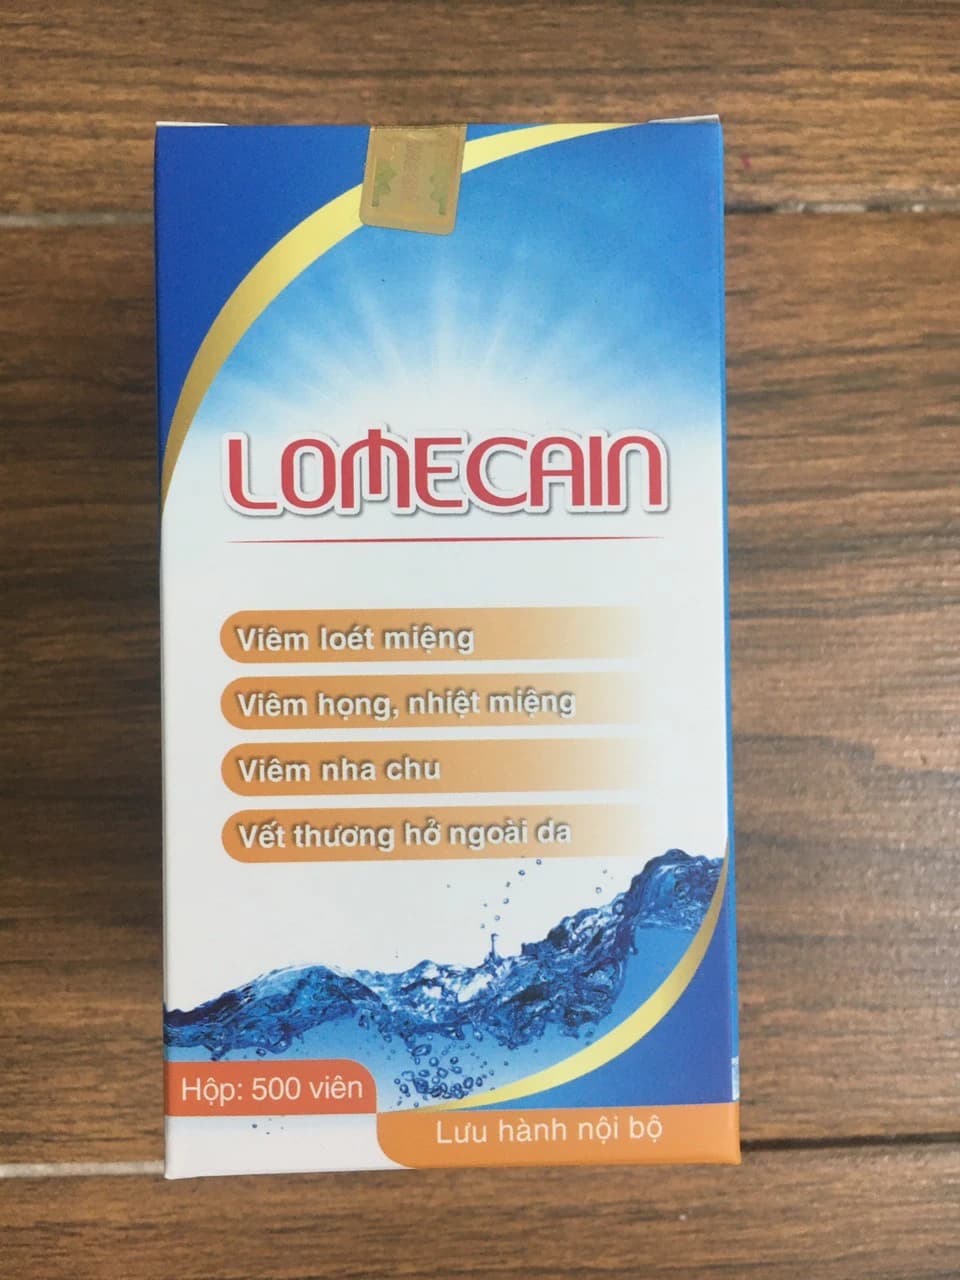 LOMECAIN
Viêm loét miệng
Viêm họng, nhiệt miệng
Viêm nha chu
Vết thương hở ngoài da
Hộp: 500 viên
Lưu hành nội bộ